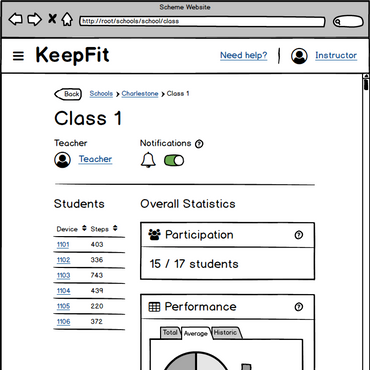 Scheme Website
http://root/schools/school/class
KeepFit
Need help?
Instructor
Back
Schools
Charlestone
Class 1
Class 1
Teacher
Notifications
Teacher
Students
Overall Statistics
Device Steps
Participation
1101 403
1102 336
1103 743
1104 439
1105 220
1106 372
15 / 17 students
Performance
Total Average Historic